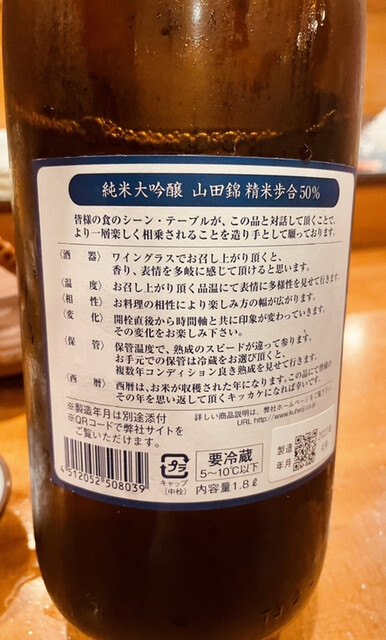 純米大吟醸 山田錦 精米歩合50%
皆様の食のシーン・テーブルが、この品と対話して頂くことで、
より一層楽しく相乗されることを造り手として願っております。
〈酒 器〉 ワイングラスでお召し上がり頂くと、
香り、表情を多岐に感じて頂けると思います。
〈温 度〉 お召し上がり頂く品温にて表情に多様性を見せて行きます。
〈相 性〉 お料理の相性により楽しみ方の幅が広がります。
〈変 化〉 開栓直後から時間軸と共に印象が変わっていきます。
その変化をお楽しみ下さい。
〈保 管〉 保管温度で、熟成のスピードが違って参ります。
お手元での保管は冷蔵をお選び頂くと、
複数年コンディション良き熟成を見せて行きます。
〈西 暦〉 西暦は、お米が収穫された年になります。この品にて皆様の
その年を思い返して頂くキッカケになれば幸いです。
※製造年月は別途添付
※QRコードで弊社サイトを
ご覧いただけます。
詳しい商品説明は、弊社ホームページをご覧ください。
4512052508039
プラ
キャップ
(中栓)
要冷蔵
5〜10℃以下
内容量1.8ℓ
製造
年月